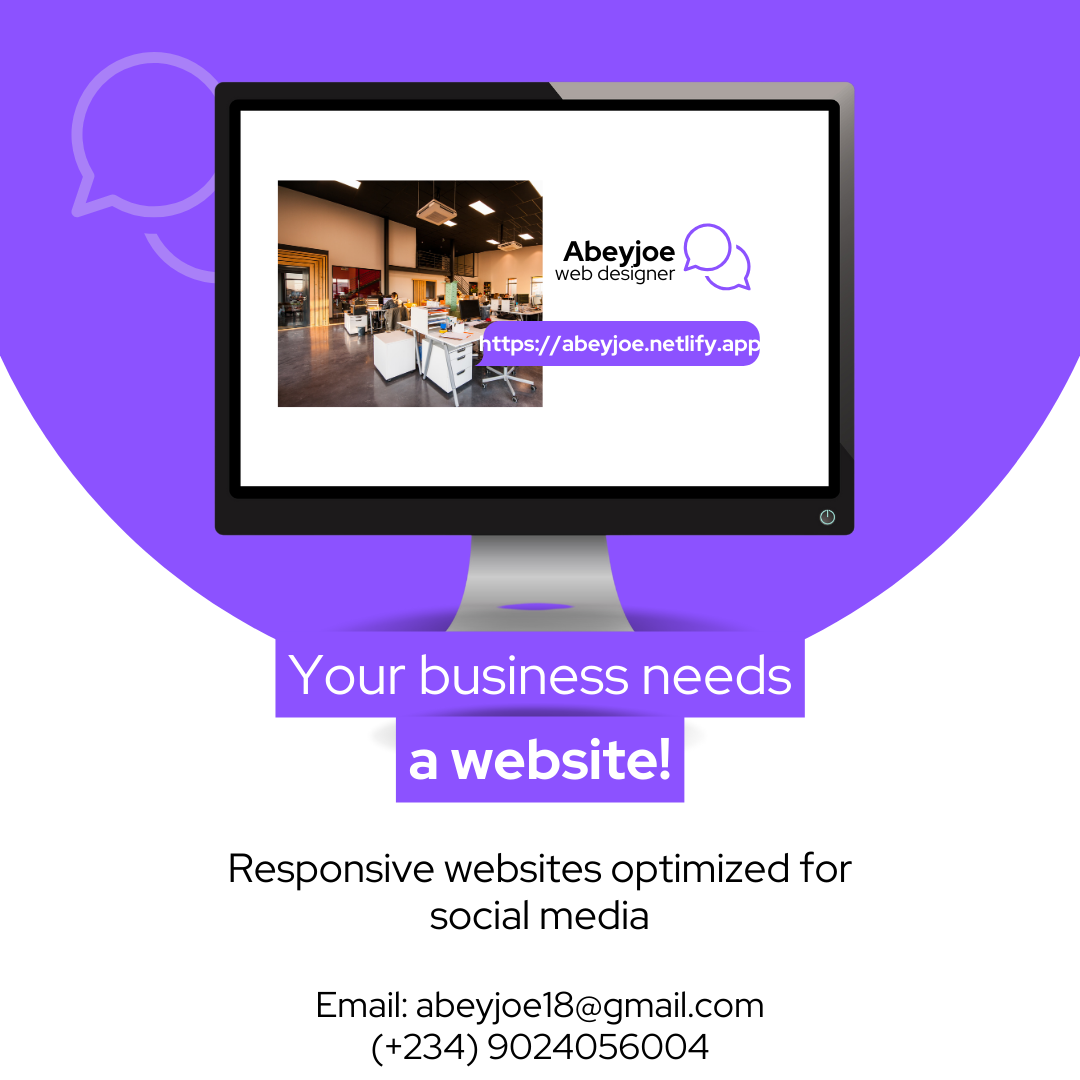 Abeyjoe
web designer
https://abeyjoe.netlify.app
Your business needs
a website!
Responsive websites optimized for
social media
Email: abeyjoe18@gmail.com
(+234) 9024056004